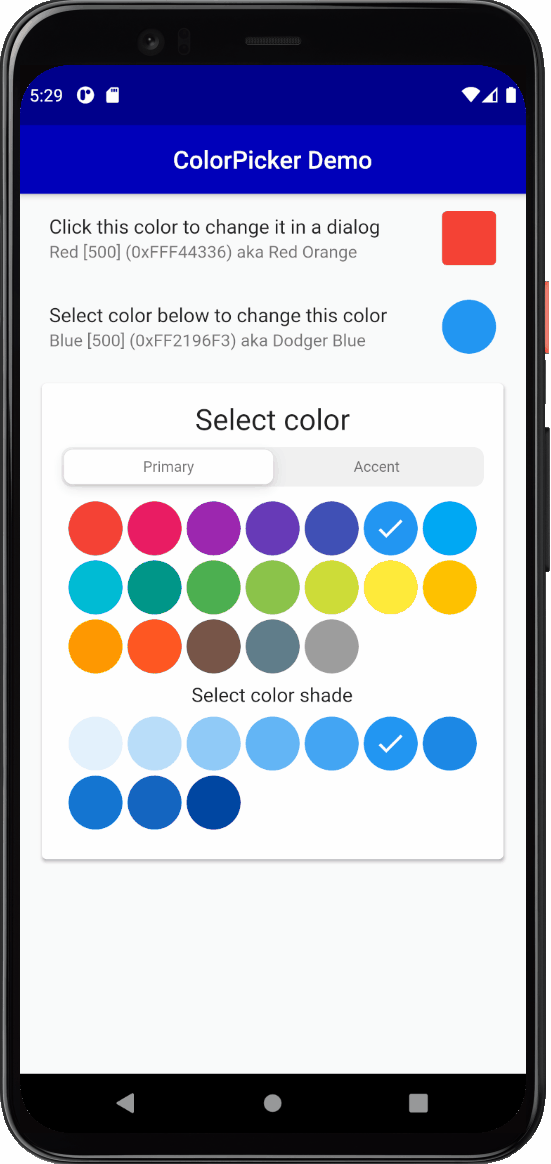 5:29
ColorPicker Demo
Click this color to change it in a dialog
Red [500] (0xFFF44336) aka Red Orange
Select color below to change this color
Blue [500] (0xFF2196F3) aka Dodger Blue
Select color
Primary Accent
Select color shade